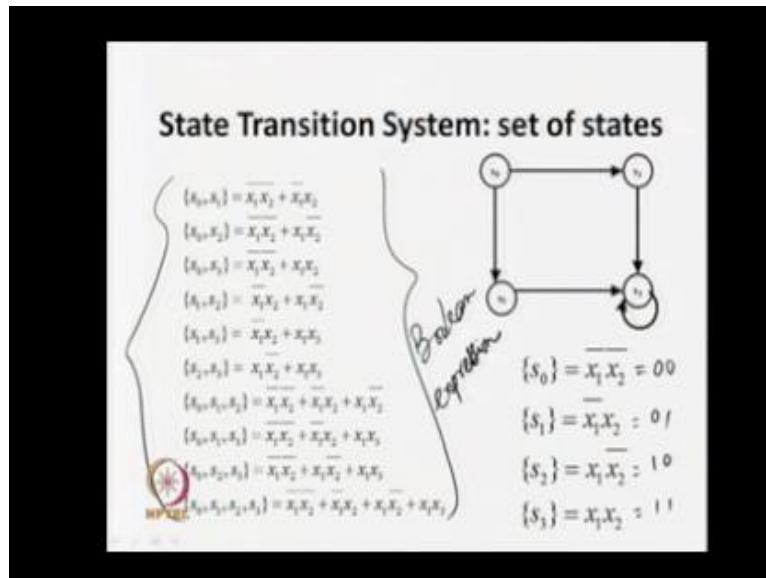 State Transition System: set of states
{s₀,s₁} = x̅₁x̅₂ + x̅₁x₂
{s₀,s₂} = x̅₁x̅₂ + x₁x̅₂
{s₀,s₃} = x̅₁x̅₂ + x₁x₂
{s₁,s₂} = x̅₁x₂ + x₁x̅₂
{s₁,s₃} = x̅₁x₂ + x₁x₂
{s₂,s₃} = x₁x̅₂ + x₁x₂
{s₀,s₁,s₂} = x̅₁x̅₂ + x̅₁x₂ + x₁x̅₂
{s₀,s₁,s₃} = x̅₁x̅₂ + x̅₁x₂ + x₁x₂
{s₀,s₂,s₃} = x̅₁x̅₂ + x₁x̅₂ + x₁x₂
{s₀,s₁,s₂,s₃} = x̅₁x̅₂ + x̅₁x₂ + x₁x̅₂ + x₁x₂
Boolean
expression
s₀
{s₀} = x̅₁x̅₂ = 00
{s₁} = x̅₁x₂ : 01
{s₂} = x₁x̅₂ : 10
{s₃} = x₁x₂ : 11
NPTEL